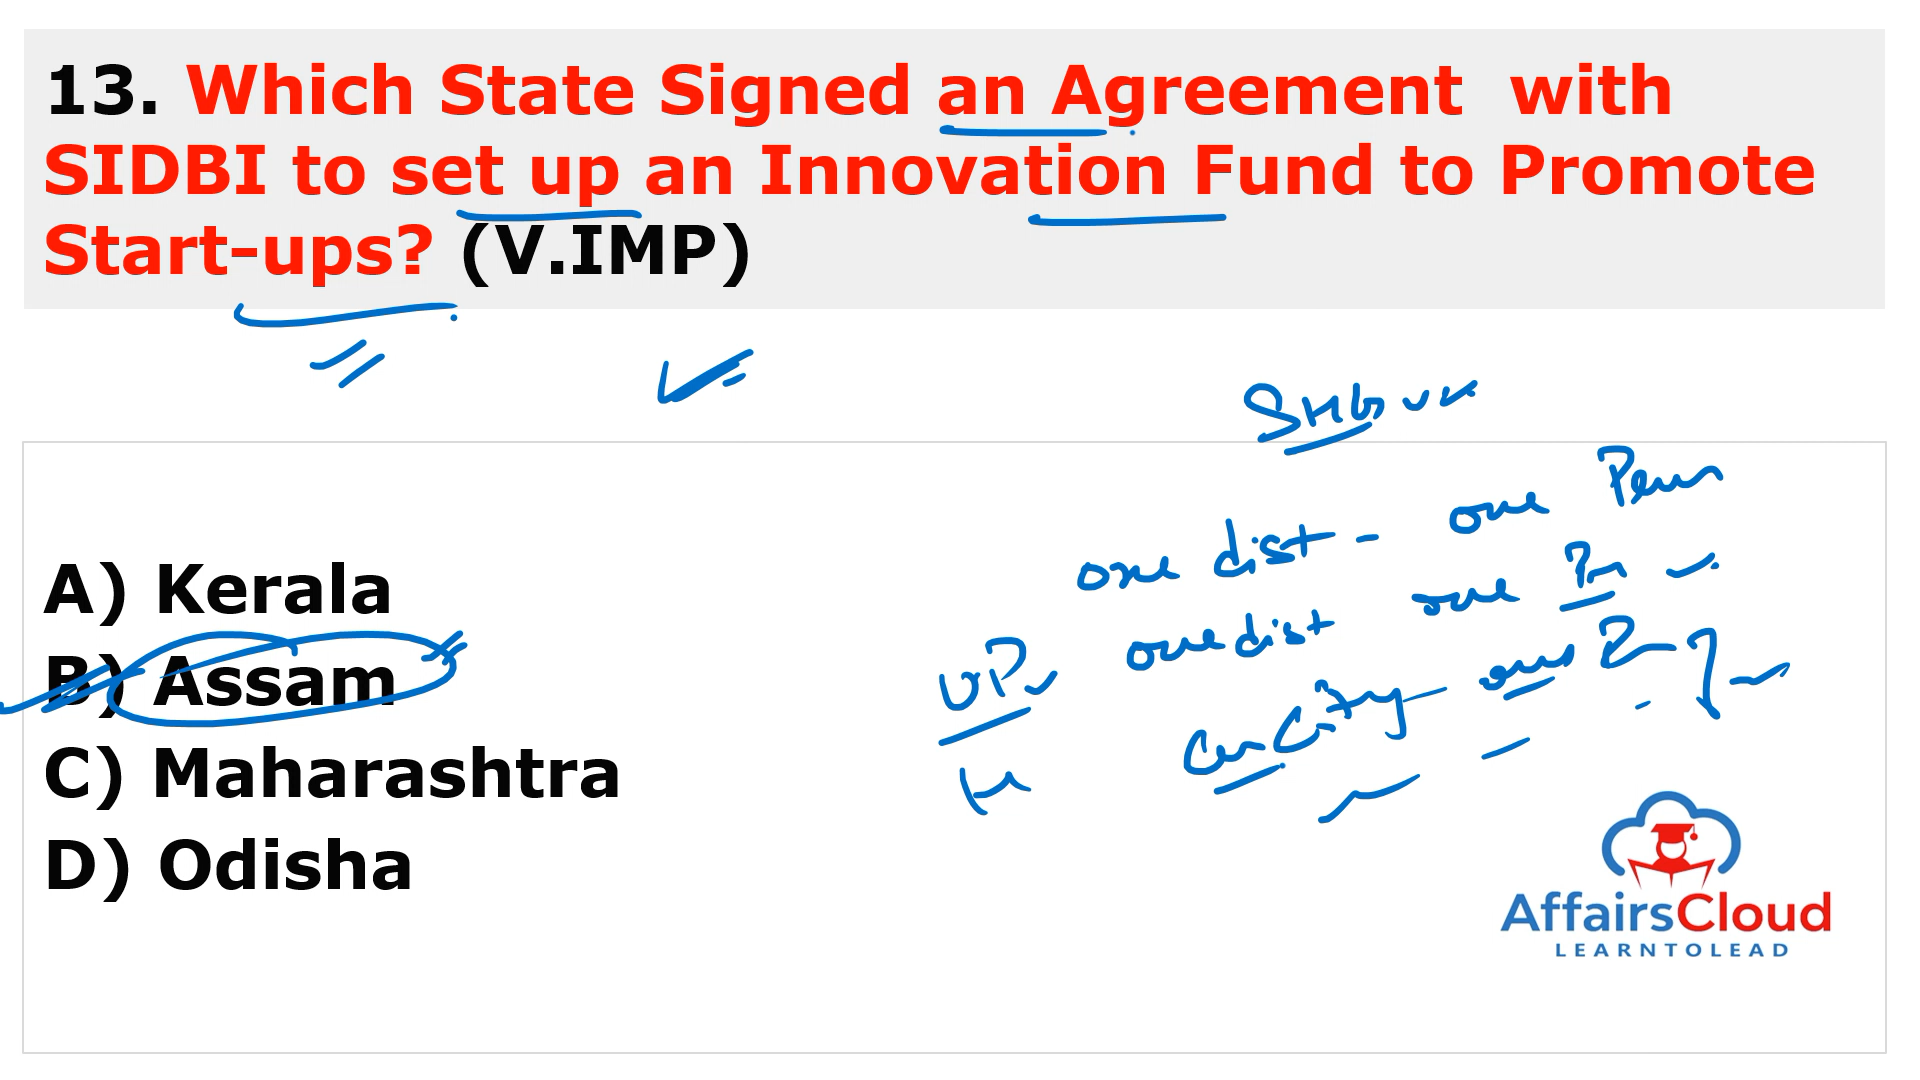 13. Which State Signed an Agreement  with
SIDBI to set up an Innovation Fund to Promote
Start-ups? (V.IMP)
one dist - one
one dist one
UP
A) Kerala
B) Assam
C) Maharashtra
D) Odisha
AffairsCloud
LEARNTOLEAD